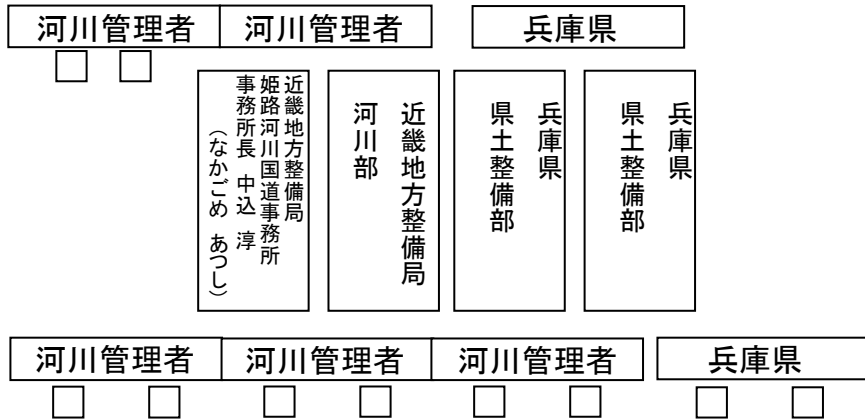 河川管理者
河川管理者
兵庫県
近畿地方整備局
姫路河川国道事務所
事務所長 中込 淳
（なかごめ あつし）
近畿地方整備局
河川部
兵庫県
県土整備部
兵庫県
県土整備部
河川管理者
河川管理者
河川管理者
兵庫県